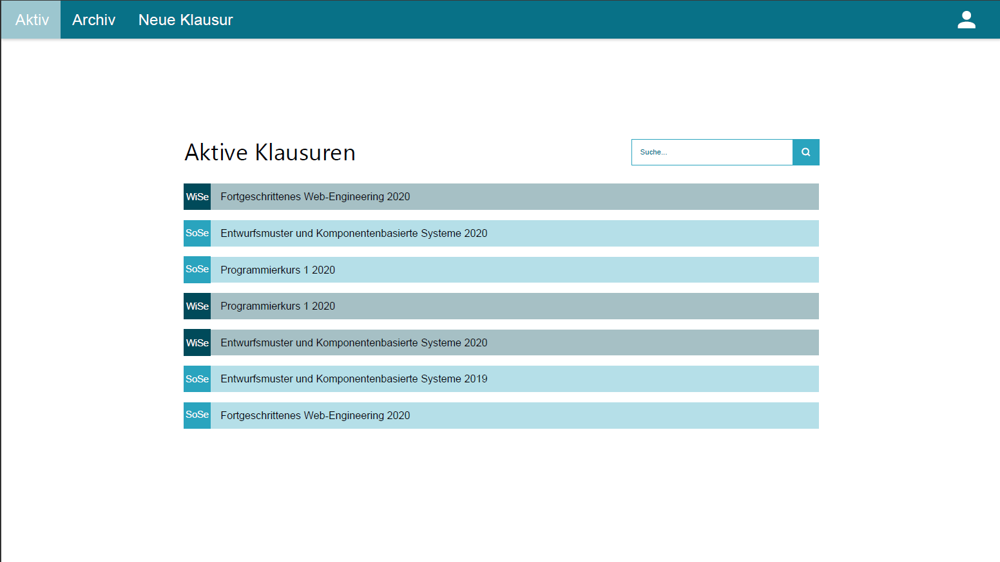 Aktiv Archiv Neue Klausur
Aktive Klausuren
Suche...
WiSe Fortgeschrittenes Web-Engineering 2020
SoSe Entwurfsmuster und Komponentenbasierte Systeme 2020
SoSe Programmierkurs 1 2020
WiSe Programmierkurs 1 2020
WiSe Entwurfsmuster und Komponentenbasierte Systeme 2020
SoSe Entwurfsmuster und Komponentenbasierte Systeme 2019
SoSe Fortgeschrittenes Web-Engineering 2020